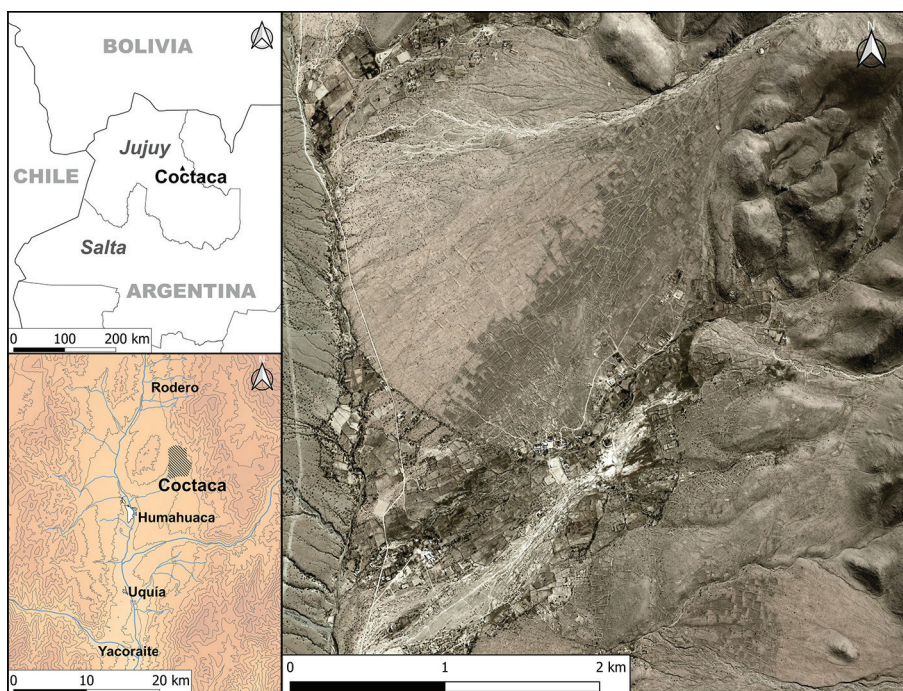 BOLIVIA
N
Jujuy
CHILE
Coctaca
Salta
ARGENTINA
0 100 200 km
N
Rodero
Coctaca
Humahuaca
Uquía
Yacoraite
0 10 20 km
N
0 1 2 km